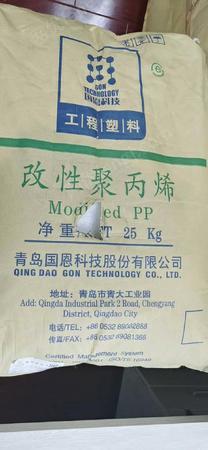 GON
TECHNOLOGY
国恩科技
工程塑料
改性聚丙烯
Modified PP
净重 25 Kg
青岛国恩科技股份有限公司
QING DAO GON TECHNOLOGY CO., LTD.
地址：青岛市青大工业园
Add: Qingda Industrial Park 2 Road, Chengyang
District, Qingdao City
电话/TEL: +86 0532 89082888
传真/FAX: +86 0532 89081366
Certified Management System